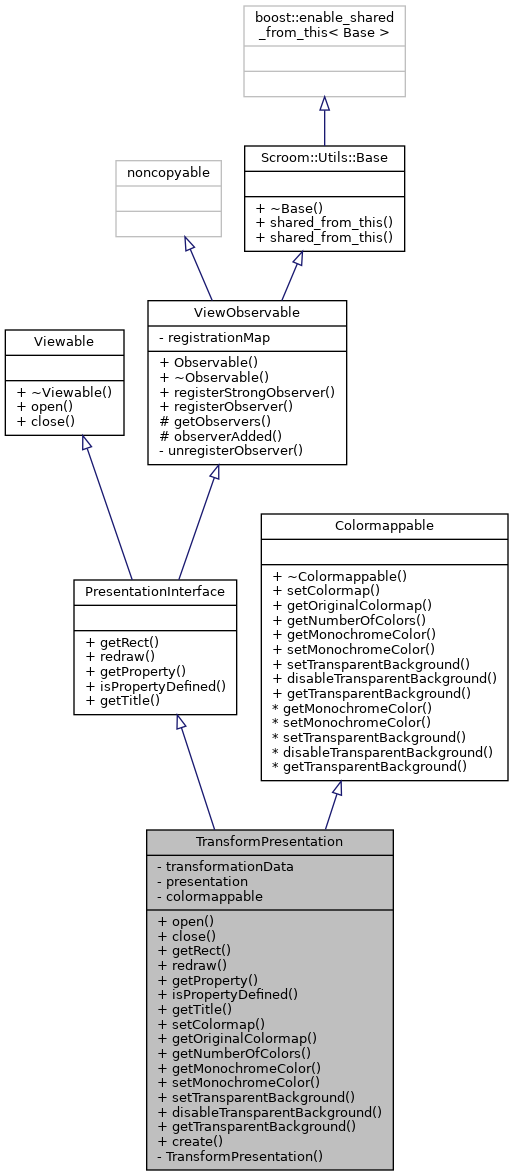 boost::enable_shared
_from_this< Base >
noncopyable
Scroom::Utils::Base
+ ~Base()
+ shared_from_this()
+ shared_from_this()
Viewable
+ ~Viewable()
+ open()
+ close()
ViewObservable
- registrationMap
+ Observable()
+ ~Observable()
+ registerStrongObserver()
+ registerObserver()
# getObservers()
# observerAdded()
- unregisterObserver()
PresentationInterface
+ getRect()
+ redraw()
+ getProperty()
+ isPropertyDefined()
+ getTitle()
Colormappable
+ ~Colormappable()
+ setColormap()
+ getOriginalColormap()
+ getNumberOfColors()
+ getMonochromeColor()
+ setMonochromeColor()
+ setTransparentBackground()
+ disableTransparentBackground()
+ getTransparentBackground()
* getMonochromeColor()
* setMonochromeColor()
* setTransparentBackground()
* disableTransparentBackground()
* getTransparentBackground()
TransformPresentation
- transformationData
- presentation
- colormappable
+ open()
+ close()
+ getRect()
+ redraw()
+ getProperty()
+ isPropertyDefined()
+ getTitle()
+ setColormap()
+ getOriginalColormap()
+ getNumberOfColors()
+ getMonochromeColor()
+ setMonochromeColor()
+ setTransparentBackground()
+ disableTransparentBackground()
+ getTransparentBackground()
+ create()
- TransformPresentation()